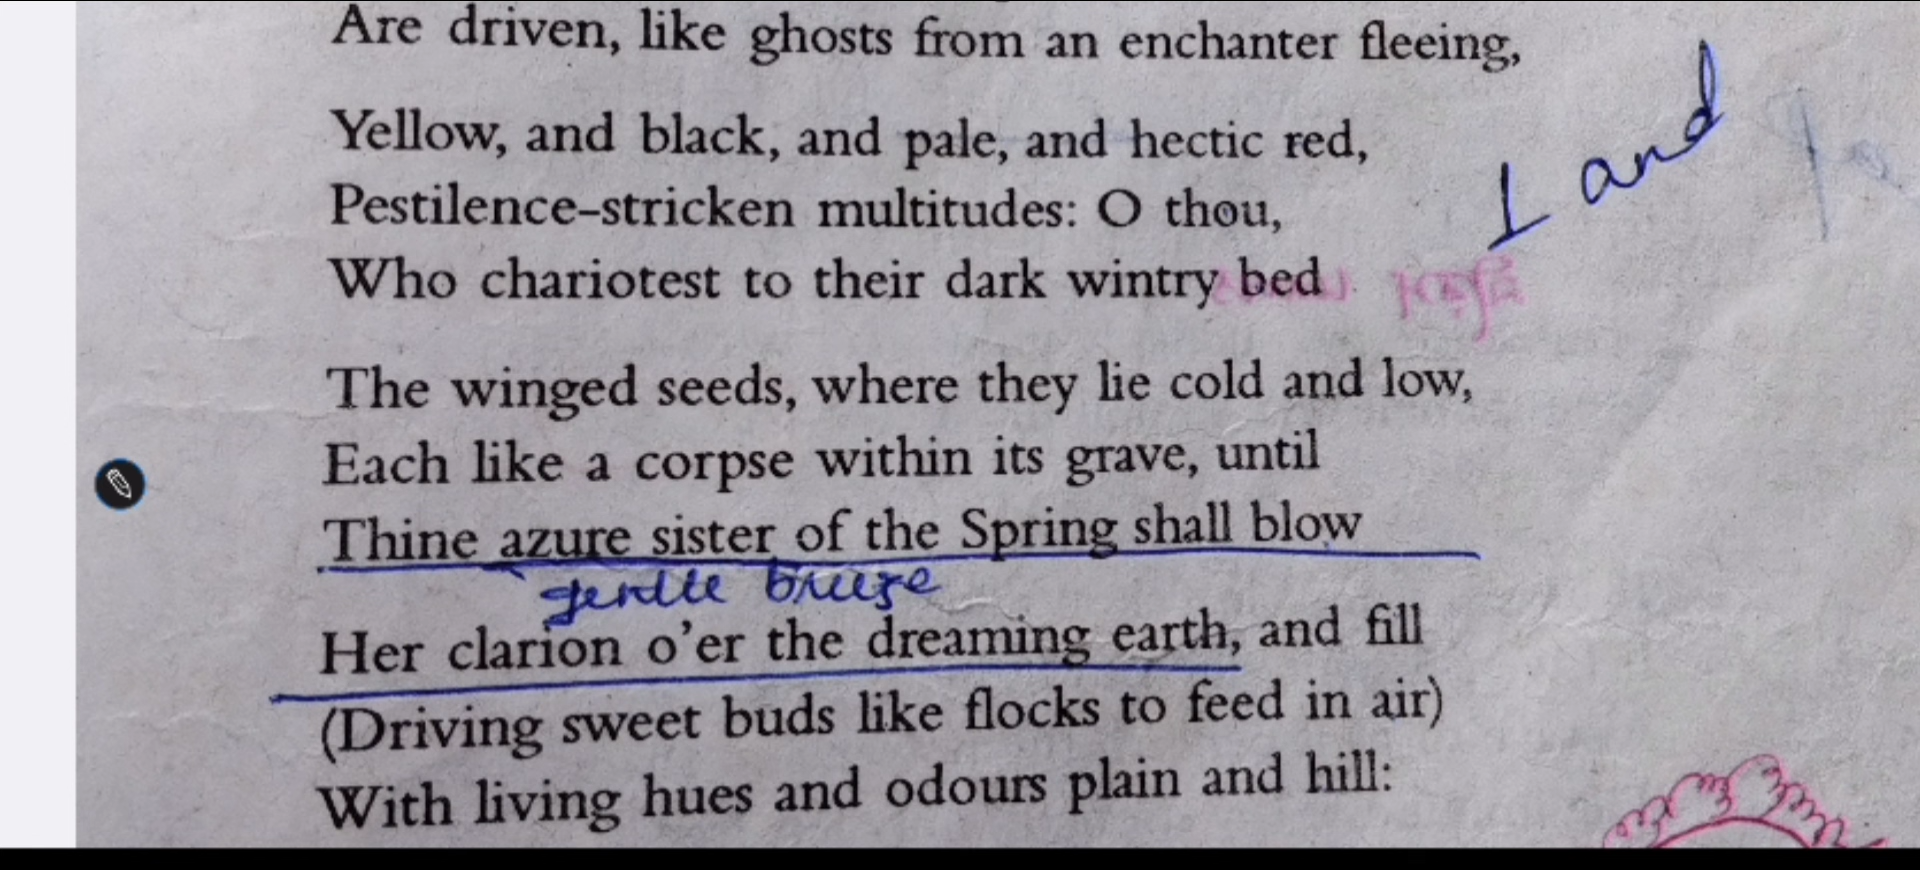 Are driven, like ghosts from an enchanter fleeing,
Yellow, and black, and pale, and hectic red,
Pestilence-stricken multitudes: O thou,
Who chariotest to their dark wintry bed
I and
The winged seeds, where they lie cold and low,
Each like a corpse within its grave, until
Thine azure sister of the Spring shall blow
gentle breeze
Her clarion o'er the dreaming earth, and fill
(Driving sweet buds like flocks to feed in air)
With living hues and odours plain and hill: